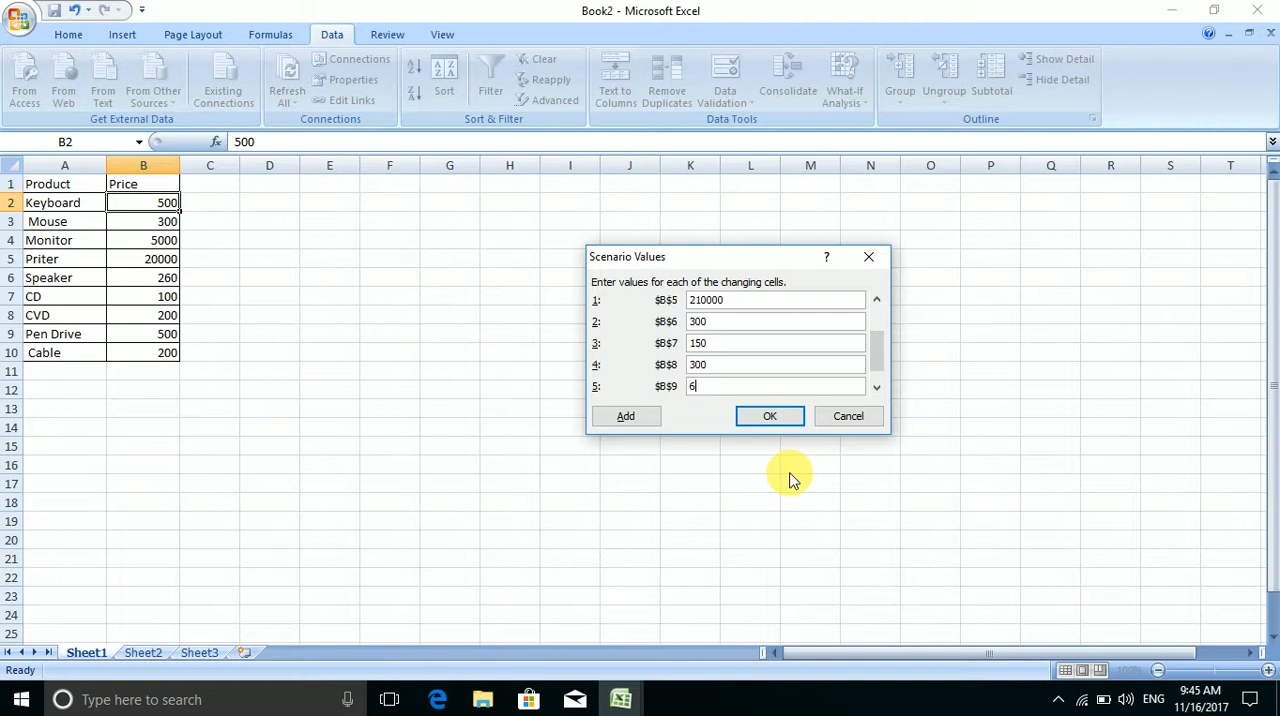 Book2 - Microsoft Excel
Home Insert Page Layout Formulas Data Review View
From Access
From Web
From Text
From Other Sources
Existing Connections
Get External Data
Refresh All
Connections
Properties
Edit Links
Connections
Sort
Filter
Clear
Reapply
Advanced
Sort & Filter
Text to Columns
Remove Duplicates
Data Validation
Consolidate
What-If Analysis
Data Tools
Group
Ungroup
Subtotal
Show Detail
Hide Detail
Outline
B2 fx 500
A B C D E F G H I J K L M N O P Q R S T
1 Product Price
2 Keyboard 500
3 Mouse 300
4 Monitor 5000
5 Priter 20000
6 Speaker 260
7 CD 100
8 CVD 200
9 Pen Drive 500
10 Cable 200
11
12
13
14
15
16
17
18
19
20
21
22
23
24
25
Scenario Values ?
Enter values for each of the changing cells.
1: $B$5 210000
2: $B$6 300
3: $B$7 150
4: $B$8 300
5: $B$9 6
Add OK Cancel
Sheet1 Sheet2 Sheet3
Ready 100%
Type here to search
ENG
9:45 AM
11/16/2017